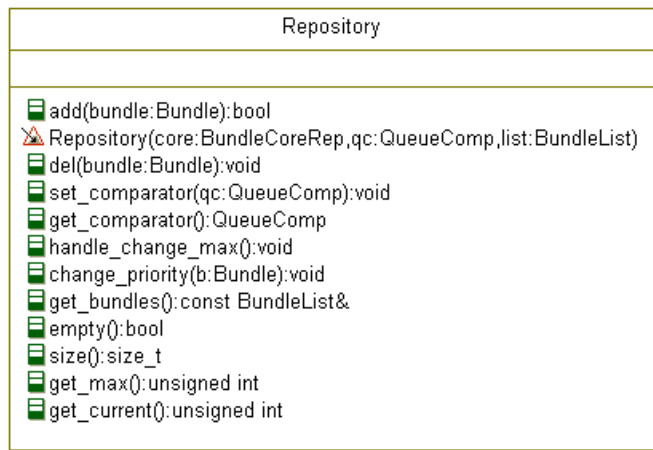 Repository
add(bundle:Bundle):bool
Repository(core:BundleCoreRep,qc:QueueComp,list:BundleList)
del(bundle:Bundle):void
set_comparator(qc:QueueComp):void
get_comparator():QueueComp
handle_change_max():void
change_priority(b:Bundle):void
get_bundles():const BundleList&
empty():bool
size():size_t
get_max():unsigned int
get_current():unsigned int